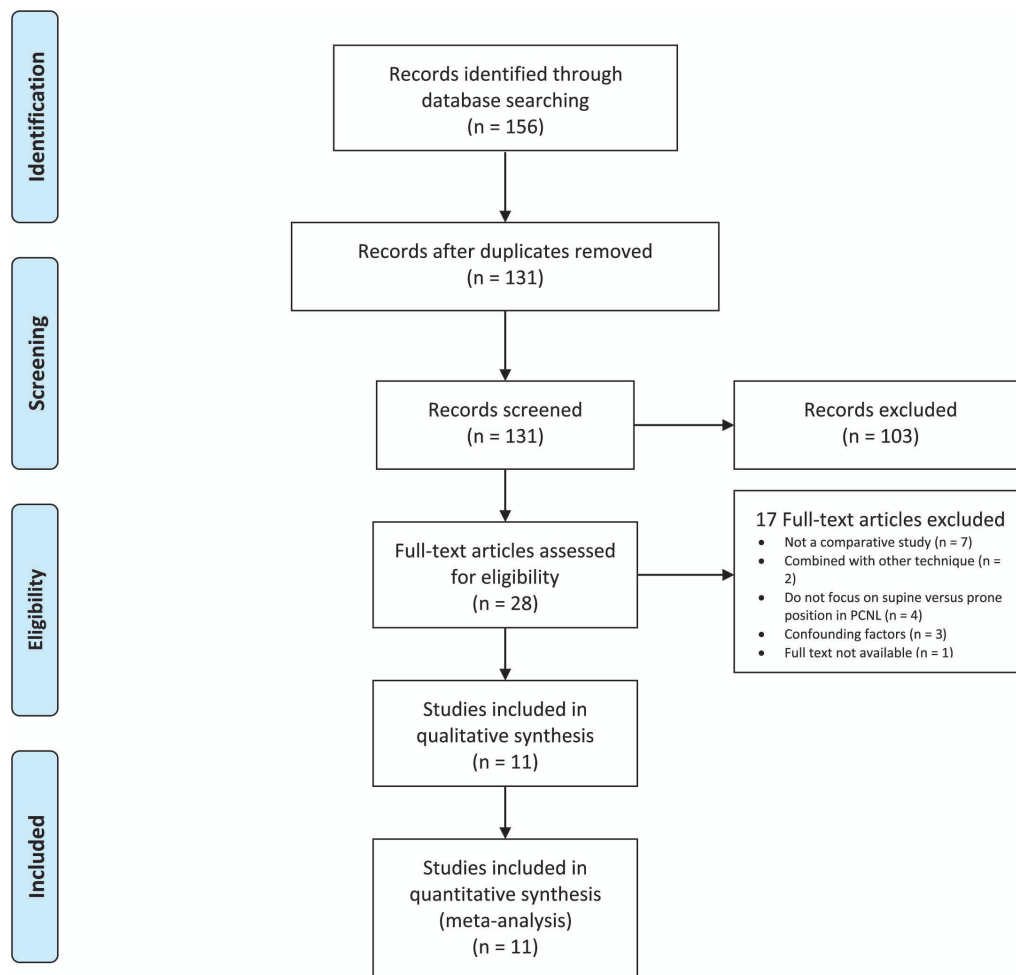 Identification
Records identified through
database searching
(n = 156)
Records after duplicates removed
(n = 131)
Screening
Records screened
(n = 131)
Records excluded
(n = 103)
Eligibility
Full-text articles assessed
for eligibility
(n = 28)
17 Full-text articles excluded
• Not a comparative study (n = 7)
• Combined with other technique (n =
2)
• Do not focus on supine versus prone
position in PCNL (n = 4)
• Confounding factors (n = 3)
• Full text not available (n = 1)
Studies included in
qualitative synthesis
(n = 11)
Included
Studies included in
quantitative synthesis
(meta-analysis)
(n = 11)